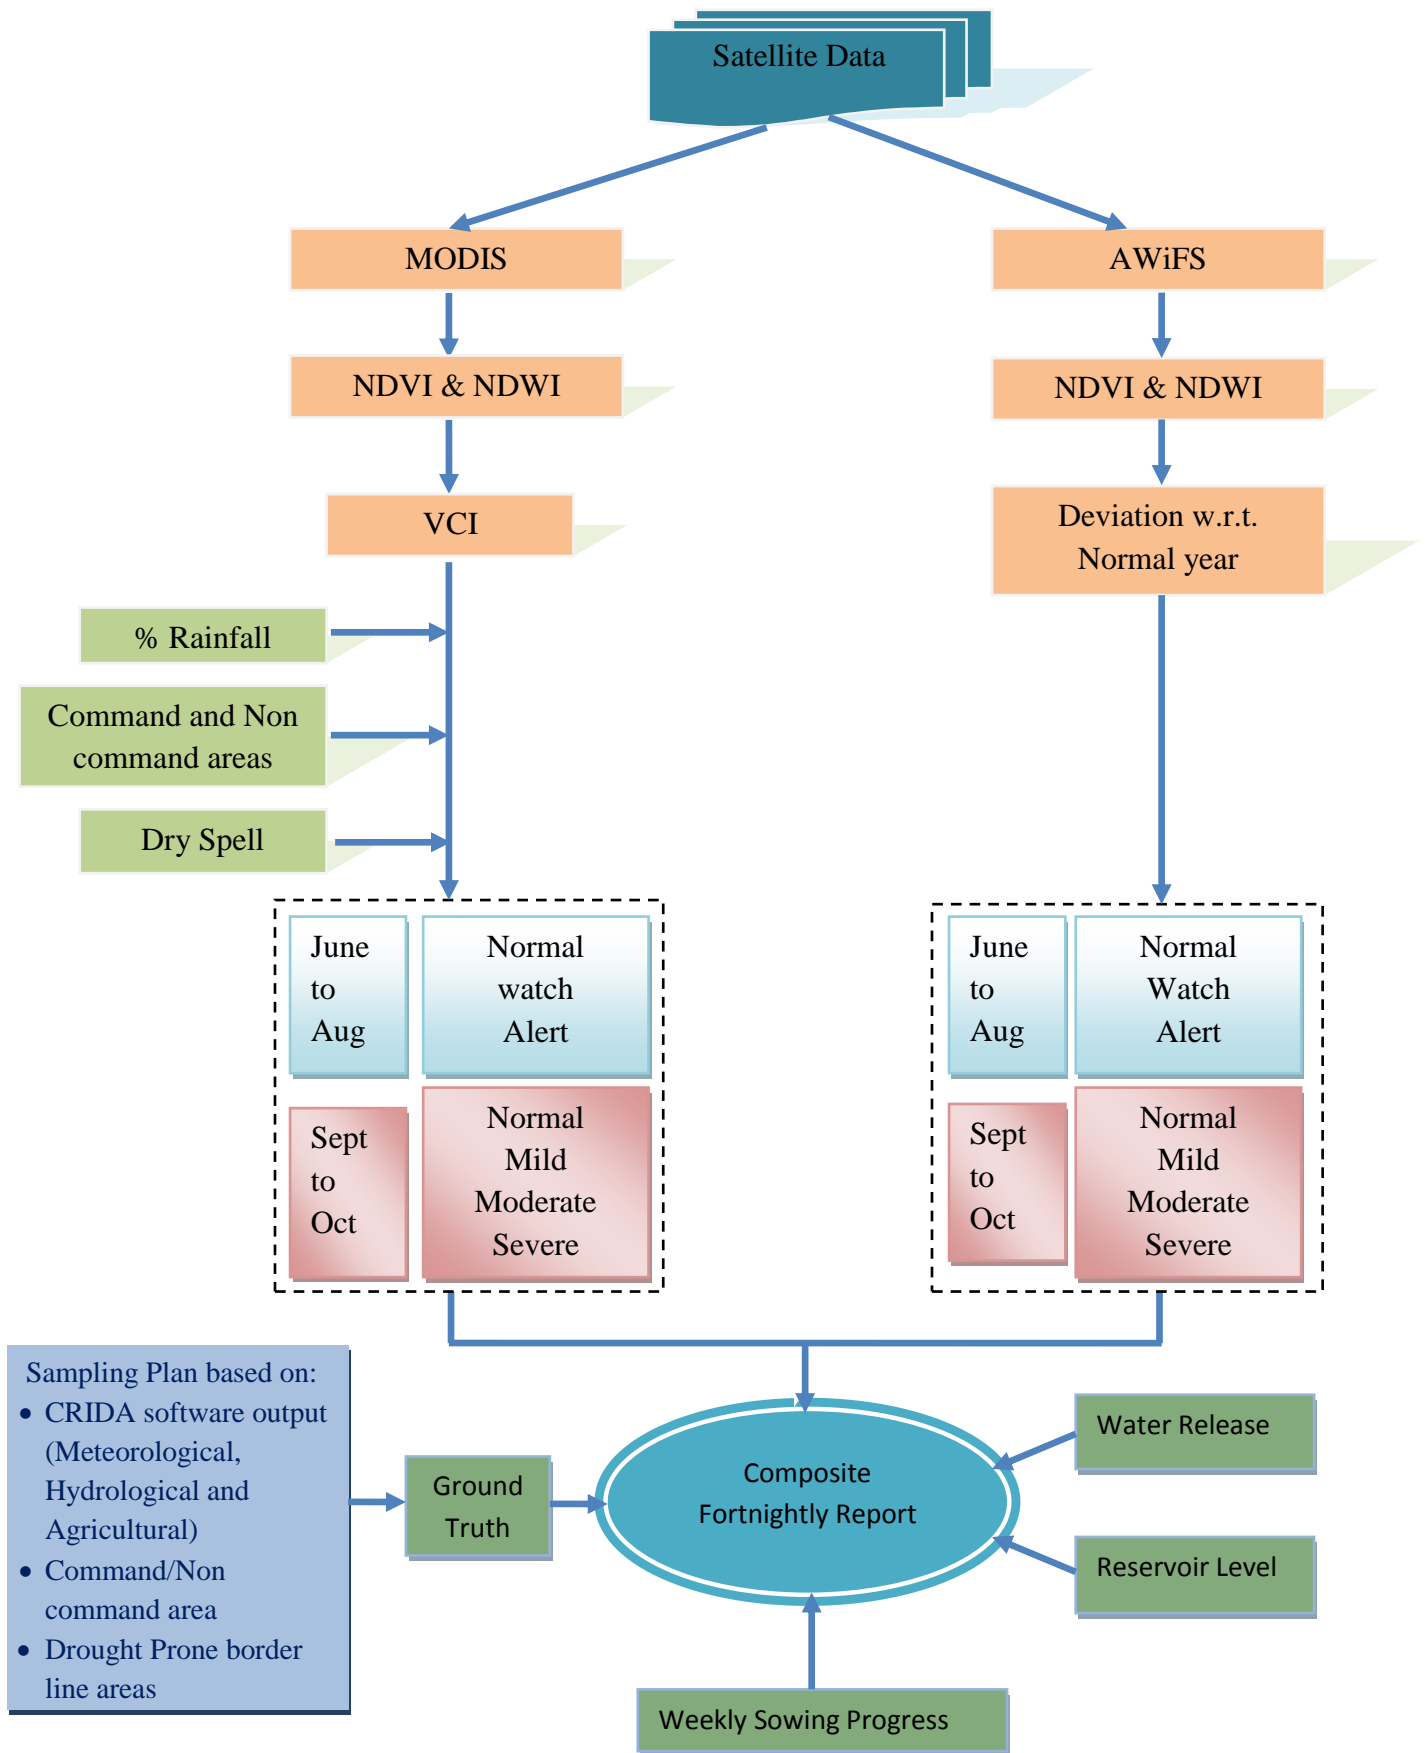 Satellite Data
MODIS
AWiFS
NDVI & NDWI
NDVI & NDWI
VCI
Deviation w.r.t.
Normal year
% Rainfall
Command and Non
command areas
Dry Spell
June
to
Aug
Normal
watch
Alert
Sept
to
Oct
Normal
Mild
Moderate
Severe
June
to
Aug
Normal
Watch
Alert
Sept
to
Oct
Normal
Mild
Moderate
Severe
Sampling Plan based on:
• CRIDA software output
(Meteorological,
Hydrological and
Agricultural)
• Command/Non
command area
• Drought Prone border
line areas
Ground
Truth
Composite
Fortnightly Report
Water Release
Reservoir Level
Weekly Sowing Progress